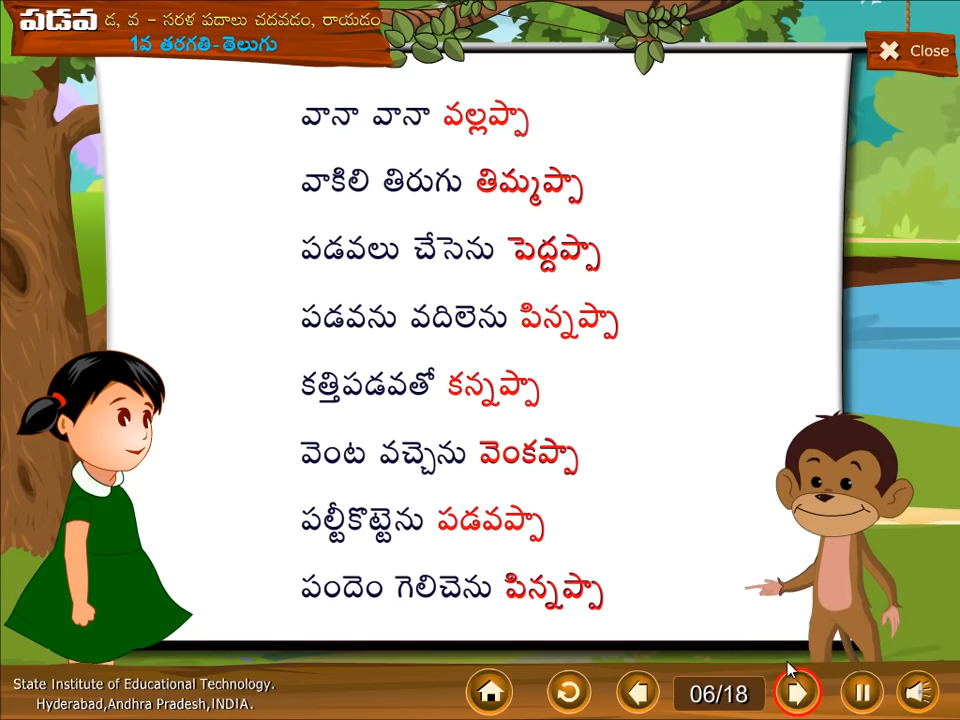 పడవ డ, వ – సరళ పదాలు చదవడం, రాయడం
1వ తరగతి-తెలుగు
Close
వానా వానా వల్లప్పా
వాకిలి తిరుగు తిమ్మప్పా
పడవలు చేసెను పెద్దప్పా
పడవను వదిలెను పిన్నప్పా
కత్తిపడవతో కన్నప్పా
వెంట వచ్చెను వెంకప్పా
పల్టీకొట్టెను పడవప్పా
పందెం గెలిచెను పిన్నప్పా
State Institute of Educational Technology.
Hyderabad,Andhra Pradesh,INDIA.
06/18